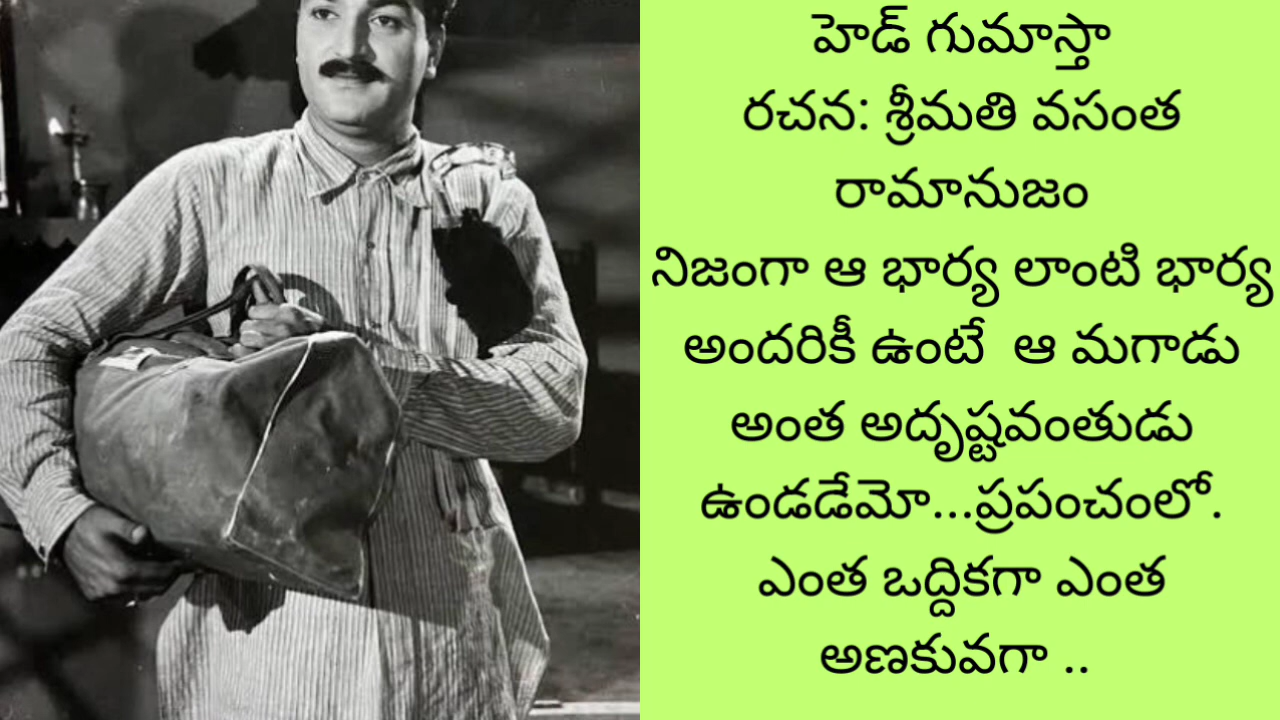 హెడ్ గుమాస్తా
రచన: శ్రీమతి వసంత
రామానుజం
నిజంగా ఆ భార్య లాంటి భార్య
అందరికీ ఉంటే  ఆ మగాడు
అంత అదృష్టవంతుడు
ఉండడేమో...ప్రపంచంలో.
ఎంత ఒద్దికగా ఎంత
అణకువగా ..